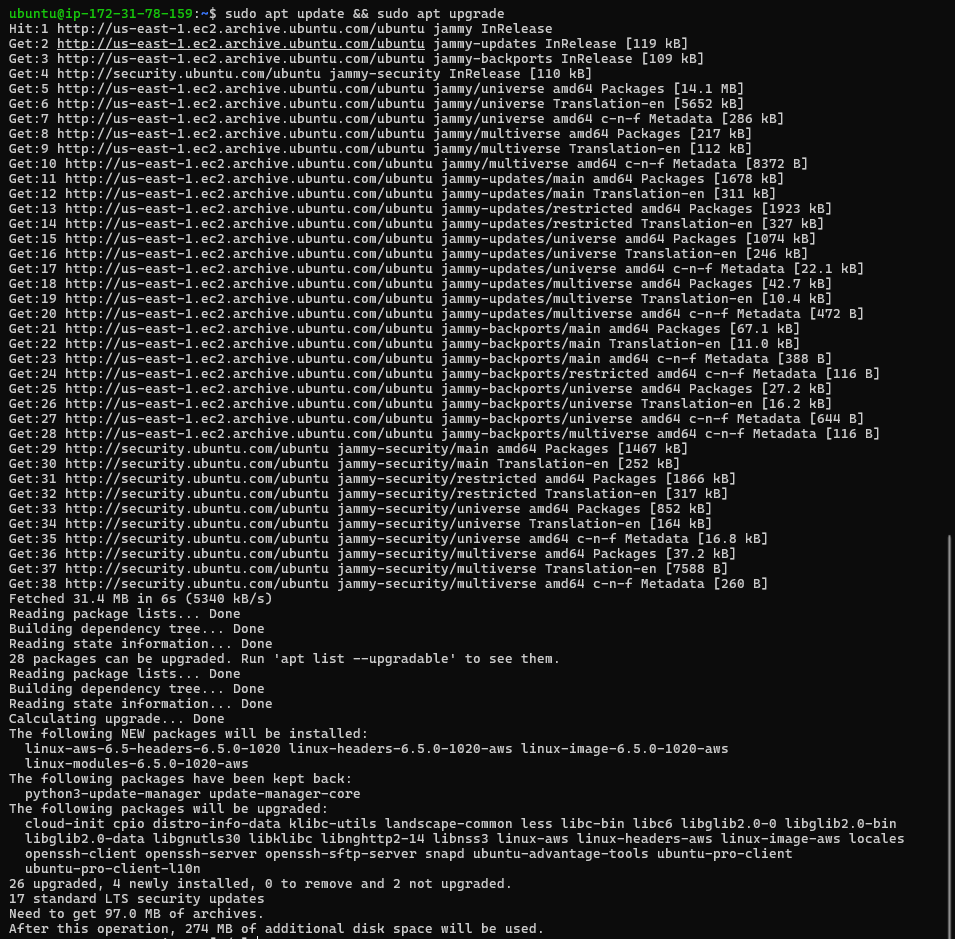 ubuntu@ip-172-31-78-159:~$ sudo apt update && sudo apt upgrade
Hit:1 http://us-east-1.ec2.archive.ubuntu.com/ubuntu jammy InRelease
Get:2 http://us-east-1.ec2.archive.ubuntu.com/ubuntu jammy-updates InRelease [119 kB]
Get:3 http://us-east-1.ec2.archive.ubuntu.com/ubuntu jammy-backports InRelease [109 kB]
Get:4 http://security.ubuntu.com/ubuntu jammy-security InRelease [110 kB]
Get:5 http://us-east-1.ec2.archive.ubuntu.com/ubuntu jammy/universe amd64 Packages [14.1 MB]
Get:6 http://us-east-1.ec2.archive.ubuntu.com/ubuntu jammy/universe Translation-en [5652 kB]
Get:7 http://us-east-1.ec2.archive.ubuntu.com/ubuntu jammy/universe amd64 c-n-f Metadata [286 kB]
Get:8 http://us-east-1.ec2.archive.ubuntu.com/ubuntu jammy/multiverse amd64 Packages [217 kB]
Get:9 http://us-east-1.ec2.archive.ubuntu.com/ubuntu jammy/multiverse Translation-en [112 kB]
Get:10 http://us-east-1.ec2.archive.ubuntu.com/ubuntu jammy/multiverse amd64 c-n-f Metadata [8372 B]
Get:11 http://us-east-1.ec2.archive.ubuntu.com/ubuntu jammy-updates/main amd64 Packages [1678 kB]
Get:12 http://us-east-1.ec2.archive.ubuntu.com/ubuntu jammy-updates/main Translation-en [311 kB]
Get:13 http://us-east-1.ec2.archive.ubuntu.com/ubuntu jammy-updates/restricted amd64 Packages [1923 kB]
Get:14 http://us-east-1.ec2.archive.ubuntu.com/ubuntu jammy-updates/restricted Translation-en [327 kB]
Get:15 http://us-east-1.ec2.archive.ubuntu.com/ubuntu jammy-updates/universe amd64 Packages [1074 kB]
Get:16 http://us-east-1.ec2.archive.ubuntu.com/ubuntu jammy-updates/universe Translation-en [246 kB]
Get:17 http://us-east-1.ec2.archive.ubuntu.com/ubuntu jammy-updates/universe amd64 c-n-f Metadata [22.1 kB]
Get:18 http://us-east-1.ec2.archive.ubuntu.com/ubuntu jammy-updates/multiverse amd64 Packages [42.7 kB]
Get:19 http://us-east-1.ec2.archive.ubuntu.com/ubuntu jammy-updates/multiverse Translation-en [10.4 kB]
Get:20 http://us-east-1.ec2.archive.ubuntu.com/ubuntu jammy-updates/multiverse amd64 c-n-f Metadata [472 B]
Get:21 http://us-east-1.ec2.archive.ubuntu.com/ubuntu jammy-backports/main amd64 Packages [67.1 kB]
Get:22 http://us-east-1.ec2.archive.ubuntu.com/ubuntu jammy-backports/main Translation-en [11.0 kB]
Get:23 http://us-east-1.ec2.archive.ubuntu.com/ubuntu jammy-backports/main amd64 c-n-f Metadata [388 B]
Get:24 http://us-east-1.ec2.archive.ubuntu.com/ubuntu jammy-backports/restricted amd64 c-n-f Metadata [116 B]
Get:25 http://us-east-1.ec2.archive.ubuntu.com/ubuntu jammy-backports/universe amd64 Packages [27.2 kB]
Get:26 http://us-east-1.ec2.archive.ubuntu.com/ubuntu jammy-backports/universe Translation-en [16.2 kB]
Get:27 http://us-east-1.ec2.archive.ubuntu.com/ubuntu jammy-backports/universe amd64 c-n-f Metadata [644 B]
Get:28 http://us-east-1.ec2.archive.ubuntu.com/ubuntu jammy-backports/multiverse amd64 c-n-f Metadata [116 B]
Get:29 http://security.ubuntu.com/ubuntu jammy-security/main amd64 Packages [1467 kB]
Get:30 http://security.ubuntu.com/ubuntu jammy-security/main Translation-en [252 kB]
Get:31 http://security.ubuntu.com/ubuntu jammy-security/restricted amd64 Packages [1866 kB]
Get:32 http://security.ubuntu.com/ubuntu jammy-security/restricted Translation-en [317 kB]
Get:33 http://security.ubuntu.com/ubuntu jammy-security/universe amd64 Packages [852 kB]
Get:34 http://security.ubuntu.com/ubuntu jammy-security/universe Translation-en [164 kB]
Get:35 http://security.ubuntu.com/ubuntu jammy-security/universe amd64 c-n-f Metadata [16.8 kB]
Get:36 http://security.ubuntu.com/ubuntu jammy-security/multiverse amd64 Packages [37.2 kB]
Get:37 http://security.ubuntu.com/ubuntu jammy-security/multiverse Translation-en [7588 B]
Get:38 http://security.ubuntu.com/ubuntu jammy-security/multiverse amd64 c-n-f Metadata [260 B]
Fetched 31.4 MB in 6s (5340 kB/s)
Reading package lists... Done
Building dependency tree... Done
Reading state information... Done
28 packages can be upgraded. Run 'apt list --upgradable' to see them.
Reading package lists... Done
Building dependency tree... Done
Reading state information... Done
Calculating upgrade... Done
The following NEW packages will be installed:
linux-aws-6.5-headers-6.5.0-1020 linux-headers-6.5.0-1020-aws linux-image-6.5.0-1020-aws
linux-modules-6.5.0-1020-aws
The following packages have been kept back:
python3-update-manager update-manager-core
The following packages will be upgraded:
cloud-init cpio distro-info-data klibc-utils landscape-common less libc-bin libc6 libglib2.0-0 libglib2.0-bin
libglib2.0-data libgnutls30 libklibc libnghttp2-14 libnss3 linux-aws linux-headers-aws linux-image-aws locales
openssh-client openssh-server openssh-sftp-server snapd ubuntu-advantage-tools ubuntu-pro-client
ubuntu-pro-client-l10n
26 upgraded, 4 newly installed, 0 to remove and 2 not upgraded.
17 standard LTS security updates
Need to get 97.0 MB of archives.
After this operation, 274 MB of additional disk space will be used.